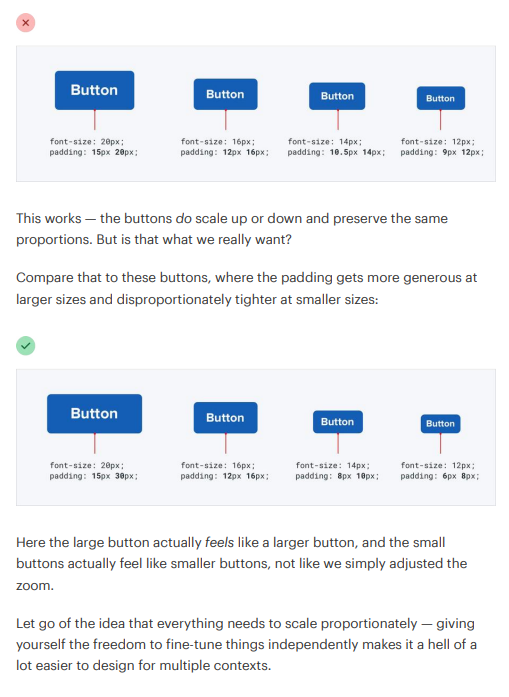 Button
Button
Button
Button
font-size: 20px;
padding: 15px 20px;
font-size: 16px;
padding: 12px 16px;
font-size: 14px;
padding: 10.5px 14px;
font-size: 12px;
padding: 9px 12px;
This works — the buttons do scale up or down and preserve the same
proportions. But is that what we really want?
Compare that to these buttons, where the padding gets more generous at
larger sizes and disproportionately tighter at smaller sizes:
Button
Button
Button
Button
font-size: 20px;
padding: 15px 30px;
font-size: 16px;
padding: 12px 16px;
font-size: 14px;
padding: 8px 10px;
font-size: 12px;
padding: 6px 8px;
Here the large button actually feels like a larger button, and the small
buttons actually feel like smaller buttons, not like we simply adjusted the
zoom.
Let go of the idea that everything needs to scale proportionately — giving
yourself the freedom to fine-tune things independently makes it a hell of a
lot easier to design for multiple contexts.